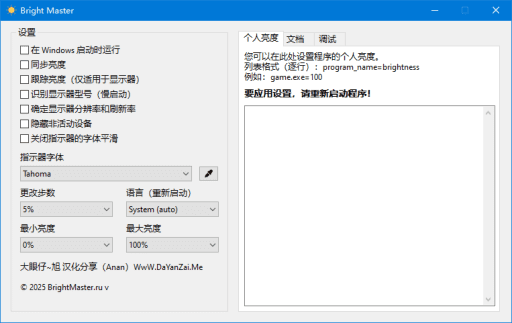 Bright Master
设置
在 Windows 启动时运行
同步亮度
跟踪亮度（仅适用于显示器）
识别显示器型号（慢启动）
确定显示器分辨率和刷新率
隐藏非活动设备
关闭指示器的字体平滑
指示器字体
Tahoma
更改步数
语言（重新启动）
5%
System (auto)
最小亮度
最大亮度
0%
100%
大眼仔~旭 汉化分享（Anan）WwW.DaYanZai.Me
© 2025 BrightMaster.ru v
个人亮度 文档 调试
您可以在此处设置程序的个人亮度。
列表格式（逐行）：program_name=brightness
例如：game.exe=100
要应用设置，请重新启动程序！